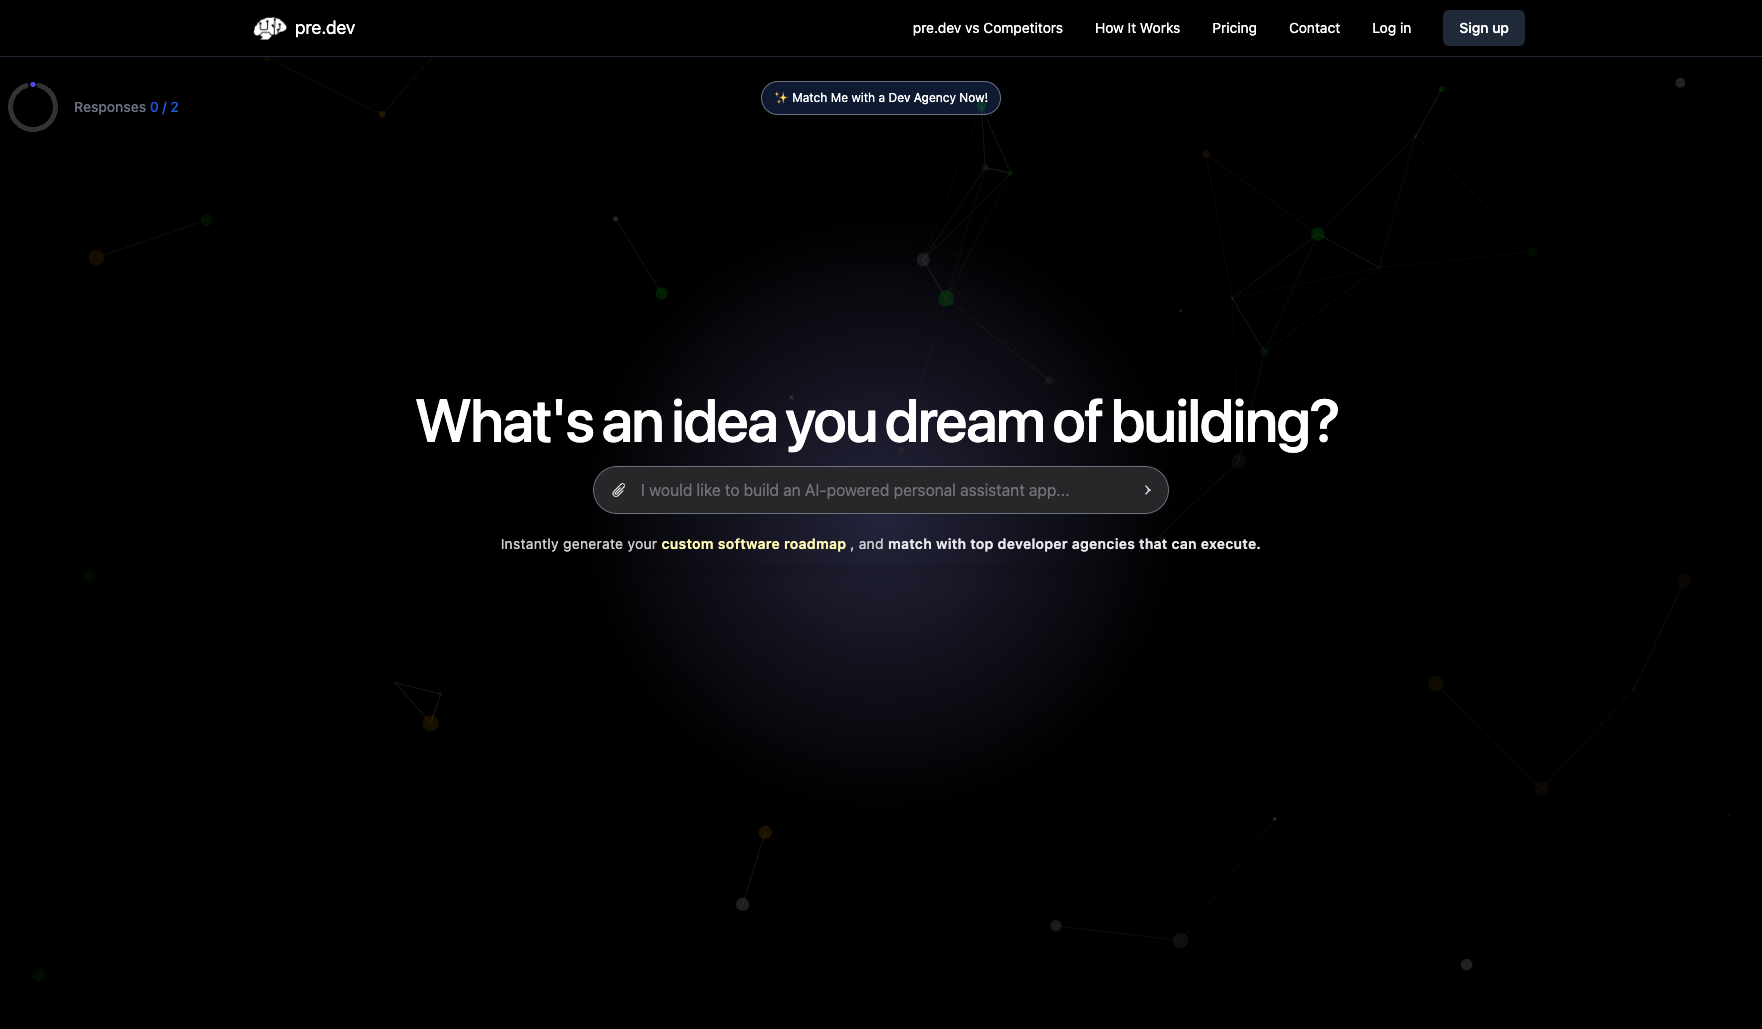 pre.dev
pre.dev vs Competitors
How It Works
Pricing
Contact
Log in
Sign up
Responses 0 / 2
✨ Match Me with a Dev Agency Now!
What's an idea you dream of building?
I would like to build an AI-powered personal assistant app...
Instantly generate your custom software roadmap , and match with top developer agencies that can execute.